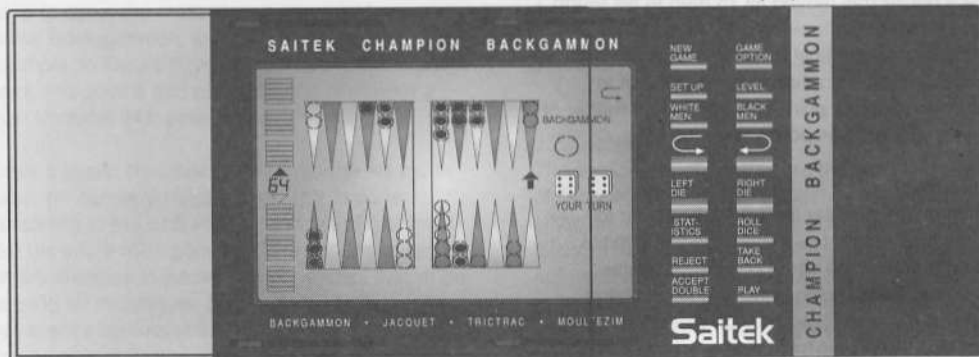 SAITEK CHAMPION BACKGAMMON
BACKGAMMON
64
YOUR TURN
BACKGAMMON • JACQUET • TRICTRAC • MOULTEZIM
NEW GAME
GAME OPTION
SET UP
LEVEL
WHITE MEN
BLACK MEN
LEFT DIE
RIGHT DIE
STAT-
ISTICS
ROLL DICE
REJECT
TAKE BACK
ACCEPT DOUBLE
PLAY
Saitek
CHAMPION BACKGAMMON